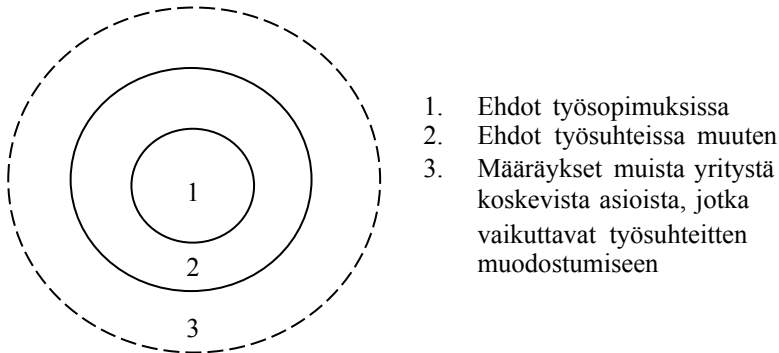 1
2
3
1. Ehdot työsopimuksissa
2. Ehdot työsuhteissa muuten
3. Määräykset muista yritystä
koskevista asioista, jotka
vaikuttavat työsuhteitten
muodostumiseen